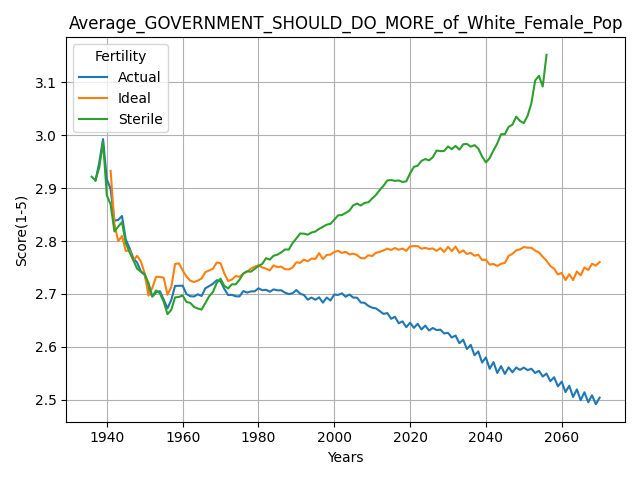 Average_GOVERNMENT_SHOULD_DO_MORE_of_White_Female_Pop
Fertility
Actual
Ideal
Sterile
Score(1-5)
3.1
3.0
2.9
2.8
2.7
2.6
2.5
1940 1960 1980 2000 2020 2040 2060
Years